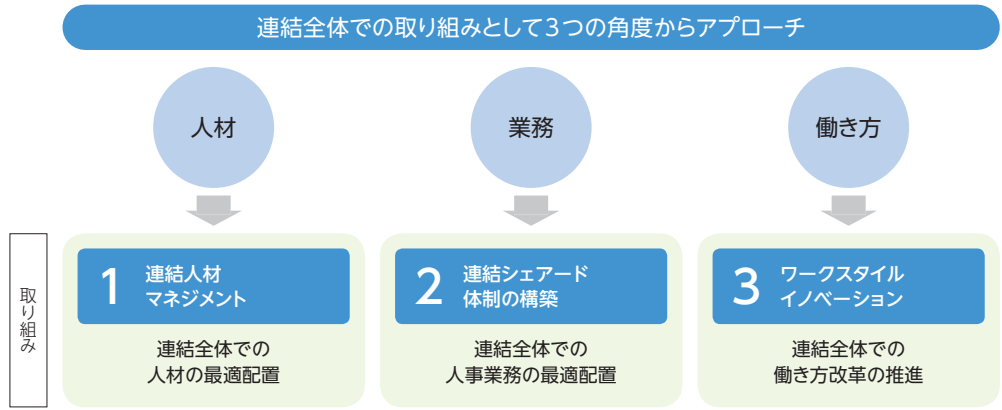 連結全体での取り組みとして3つの角度からアプローチ
人材
業務
働き方
取り組み
1
連結人材
マネジメント
連結全体での
人材の最適配置
2
連結シェアード
体制の構築
連結全体での
人事業務の最適配置
3
ワークスタイル
イノベーション
連結全体での
働き方改革の推進